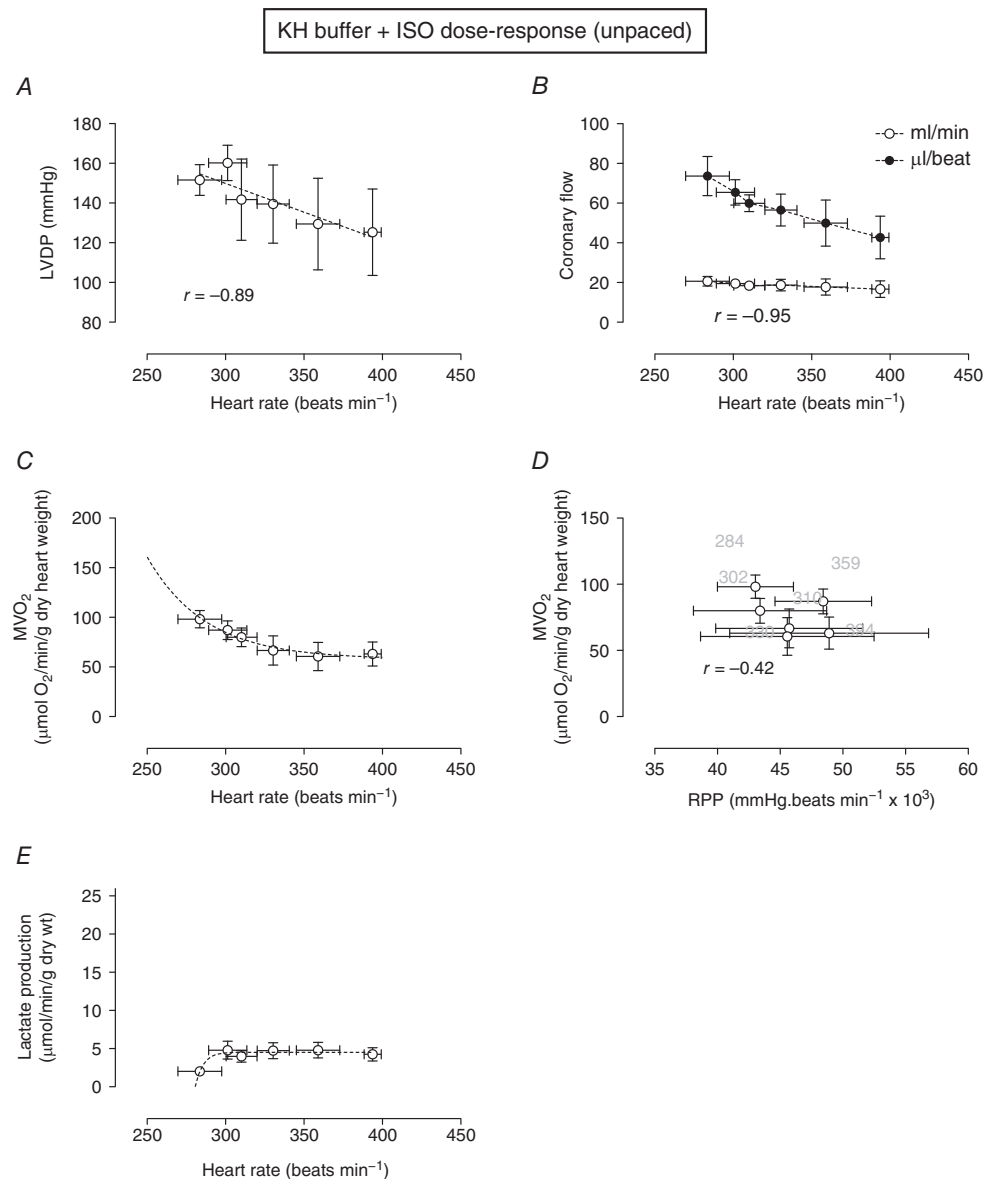 KH buffer + ISO dose-response (unpaced)
A
LVDP (mmHg)
180
160
140
120
100
80
r = –0.89
250 300 350 400 450
Heart rate (beats min⁻¹)
B
Coronary flow
100
80
60
40
20
0
ml/min
µl/beat
r = –0.95
250 300 350 400 450
Heart rate (beats min⁻¹)
C
MVO₂
(µmol O₂/min/g dry heart weight)
200
150
100
50
0
250 300 350 400 450
Heart rate (beats min⁻¹)
D
MVO₂
(µmol O₂/min/g dry heart weight)
150
100
50
0
284
302
359
310
330
394
r = –0.42
35 40 45 50 55 60
RPP (mmHg.beats min⁻¹ x 10³)
E
Lactate production
(µmol/min/g dry wt)
25
20
15
10
5
0
250 300 350 400 450
Heart rate (beats min⁻¹)